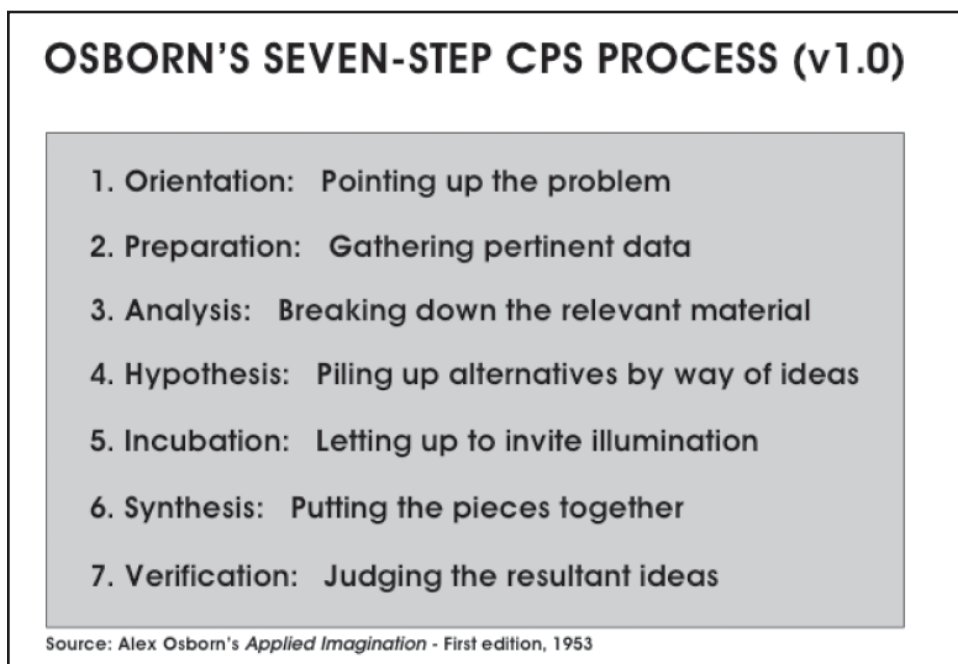 OSBORN'S SEVEN-STEP CPS PROCESS (v1.0)
1. Orientation: Pointing up the problem
2. Preparation: Gathering pertinent data
3. Analysis: Breaking down the relevant material
4. Hypothesis: Piling up alternatives by way of ideas
5. Incubation: Letting up to invite illumination
6. Synthesis: Putting the pieces together
7. Verification: Judging the resultant ideas
Source: Alex Osborn's Applied Imagination - First edition, 1953